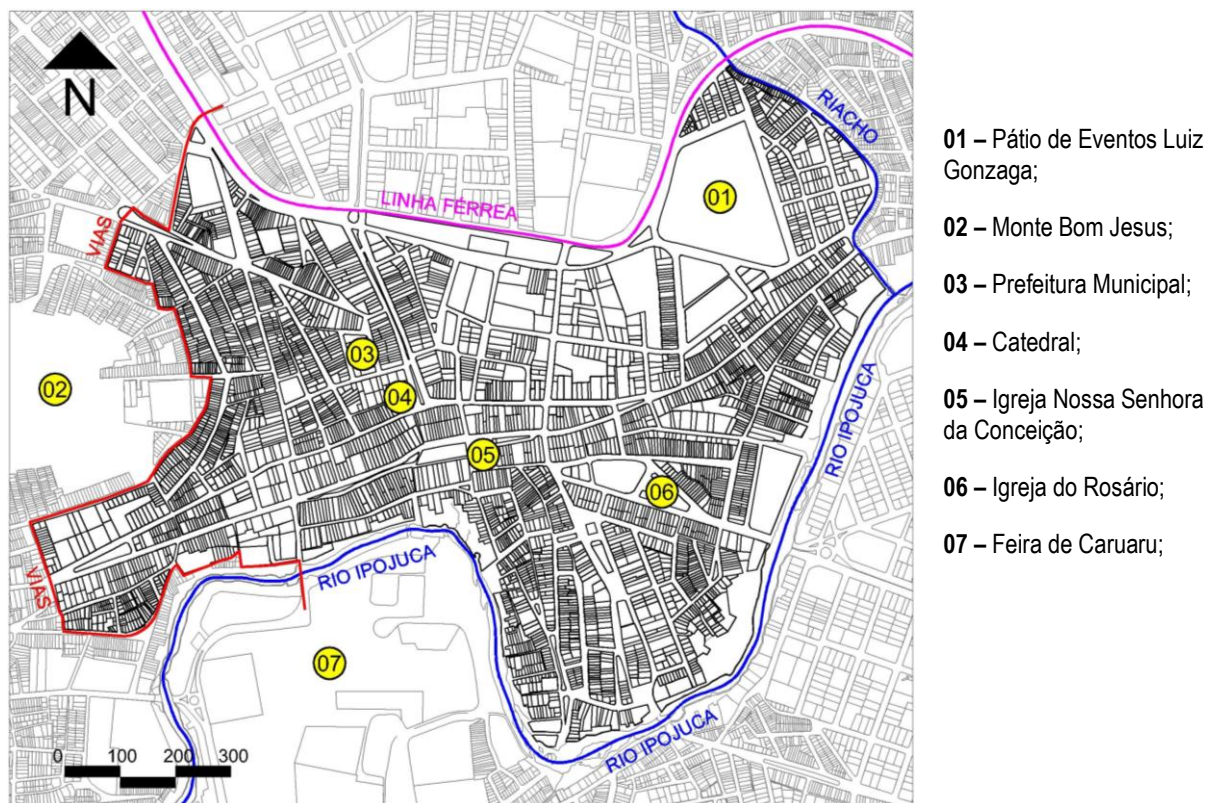 N
RIACHO
LINHA FÉRREA
01
VIAS
03
02
04
RIO IPOJUCA
05
06
VIAS
RIO IPOJUCA
07
RIO IPOJUCA
0 100 200 300
01 – Pátio de Eventos Luiz
Gonzaga;
02 – Monte Bom Jesus;
03 – Prefeitura Municipal;
04 – Catedral;
05 – Igreja Nossa Senhora
da Conceição;
06 – Igreja do Rosário;
07 – Feira de Caruaru;